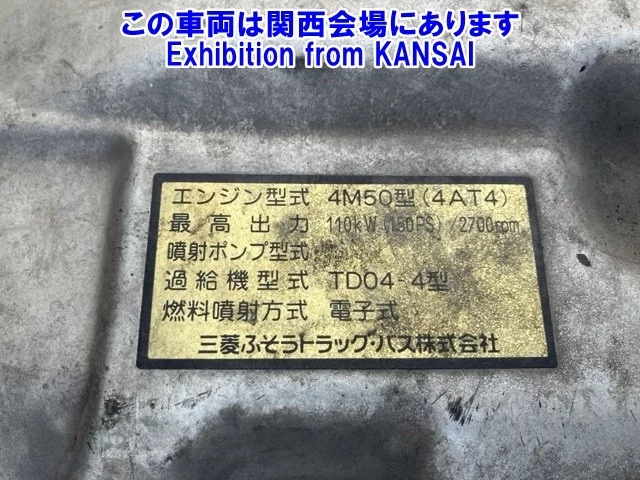 この車両は関西会場にあります
Exhibition from KANSAI
エンジン型式 4M50型(4AT4)
最高出力 110kW(150PS)/2700rpm
噴射ポンプ型式
過給機型式 TD04-4型
燃料噴射方式 電子式
三菱ふそうトラック・バス株式会社